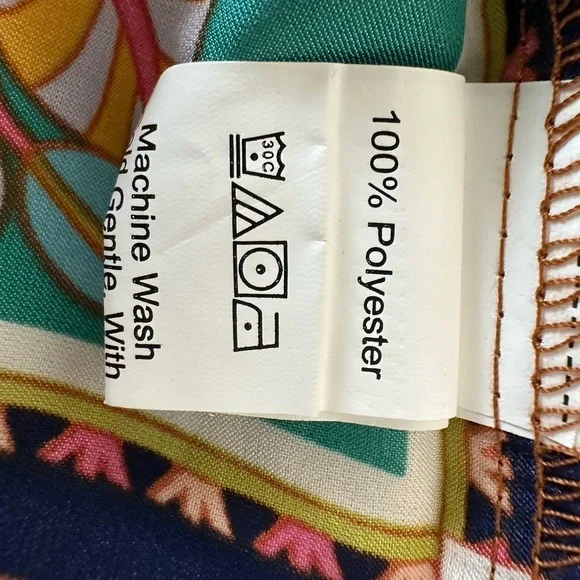 100% Polyester
30C
Machine Wash
Gentle, With